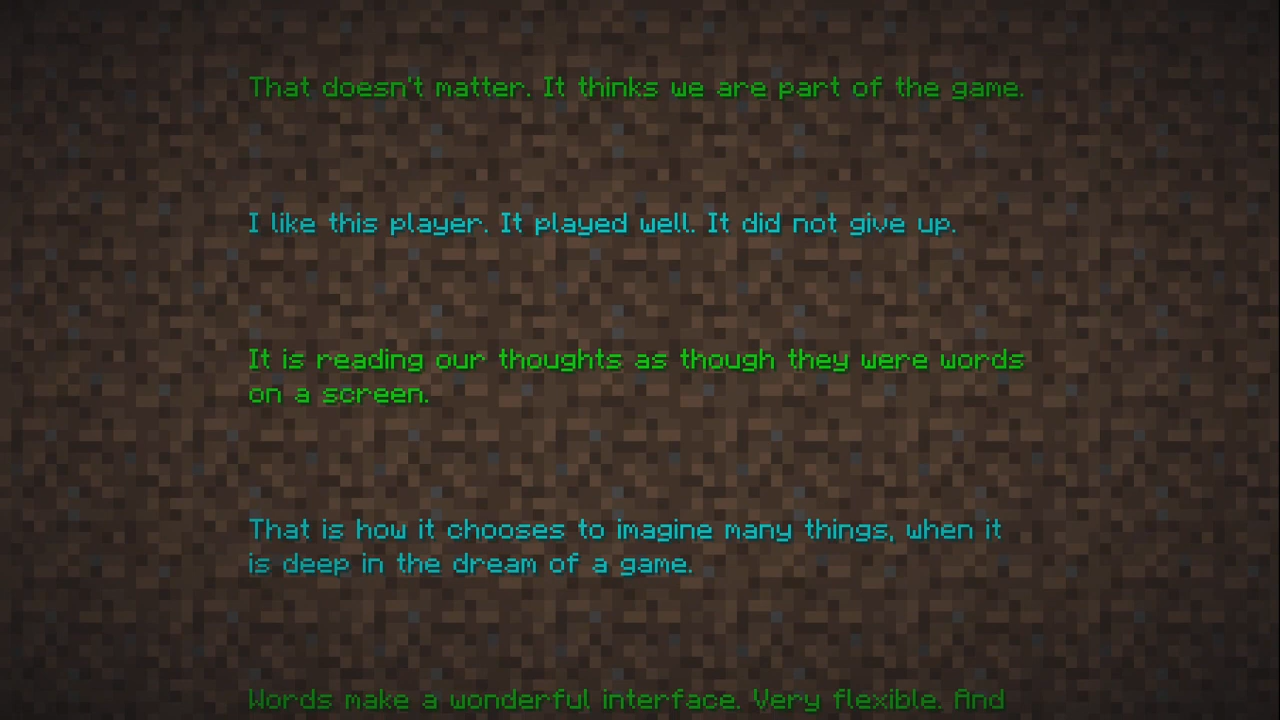 That doesn't matter. It thinks we are part of the game.
I like this player. It played well. It did not give up.
It is reading our thoughts as though they were words
on a screen.
That is how it chooses to imagine many things, when it
is deep in the dream of a game.
Words make a wonderful interface. Very flexible. And